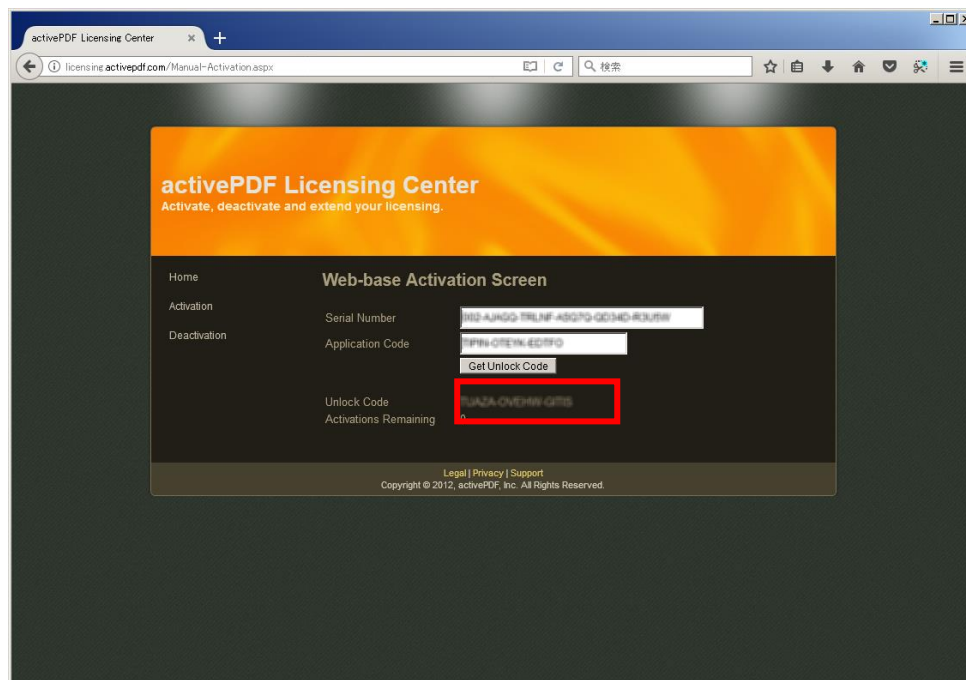 activePDF Licensing Center
licensing.activepdf.com/Manual-Activation.aspx
検索
activePDF Licensing Center
Activate, deactivate and extend your licensing.
Home
Activation
Deactivation
Web-base Activation Screen
Serial Number
Application Code
Get Unlock Code
Unlock Code
Activations Remaining
Legal | Privacy | Support
Copyright © 2012, activePDF, Inc. All Rights Reserved.